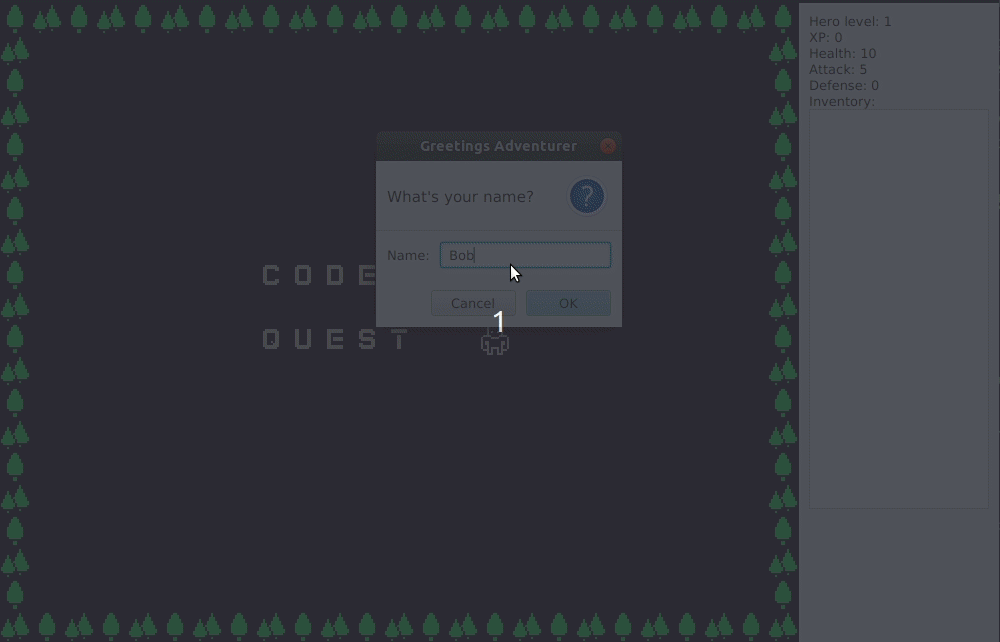 Hero level: 1
XP: 0
Health: 10
Attack: 5
Defense: 0
Inventory:
Greetings Adventurer
What's your name?
?
Name: Bob
Cancel OK
1
CODE
QUEST